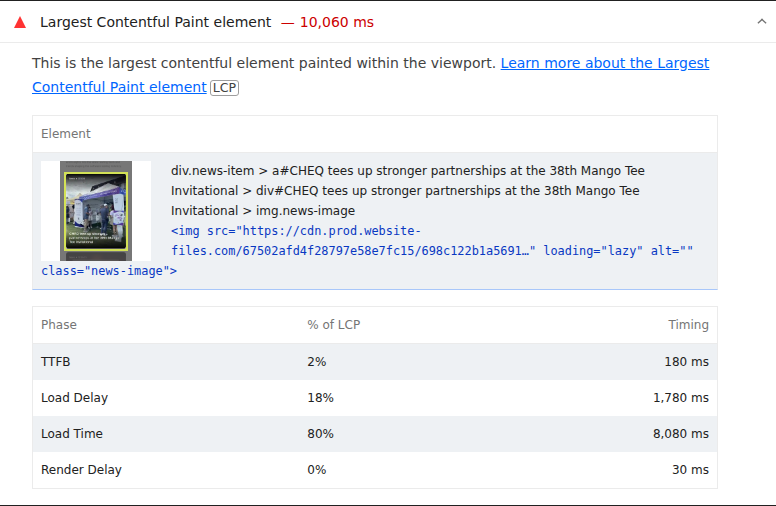 Largest Contentful Paint element — 10,060 ms
This is the largest contentful element painted within the viewport. Learn more about the Largest
Contentful Paint element LCP
Element
div.news-item > a#CHEQ tees up stronger partnerships at the 38th Mango Tee
Invitational > div#CHEQ tees up stronger partnerships at the 38th Mango Tee
Invitational > img.news-image
<img src="https://cdn.prod.website-
files.com/67502afd4f28797e58e7fc15/698c122b1a5691…" loading="lazy" alt=""
class="news-image">
Phase % of LCP Timing
TTFB 2% 180 ms
Load Delay 18% 1,780 ms
Load Time 80% 8,080 ms
Render Delay 0% 30 ms